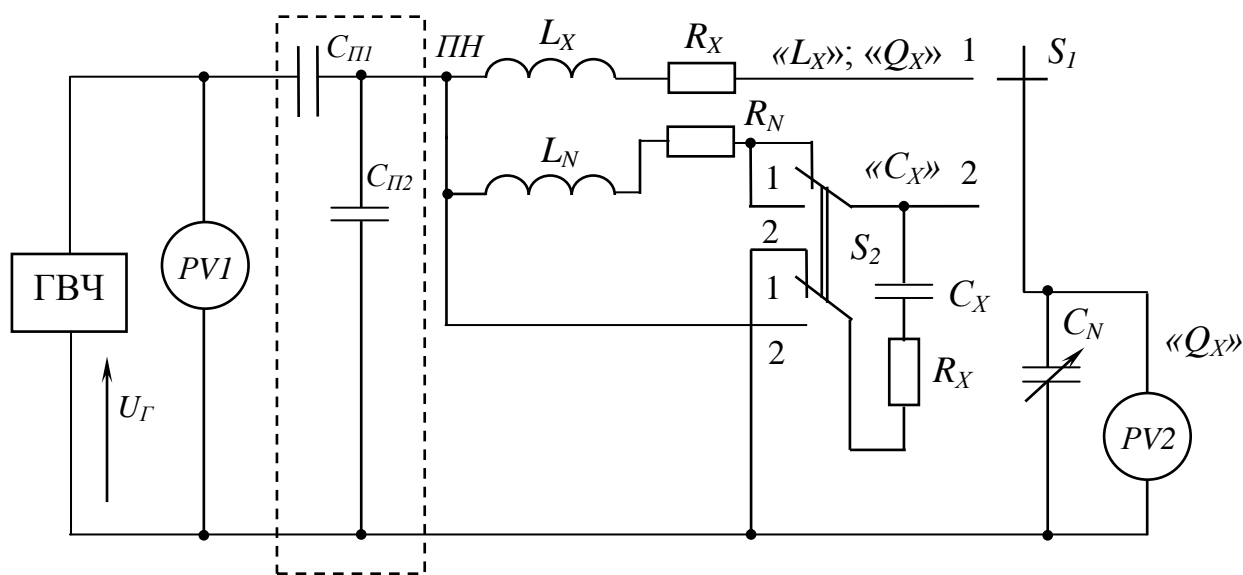 C_П1
ПН
L_X
R_X
«L_X»; «Q_X»
1
S_1
R_N
L_N
C_П2
1
«C_X»
2
2
S_2
PV1
ГВЧ
1
C_X
C_N
2
«Q_X»
R_X
U_Г
PV2